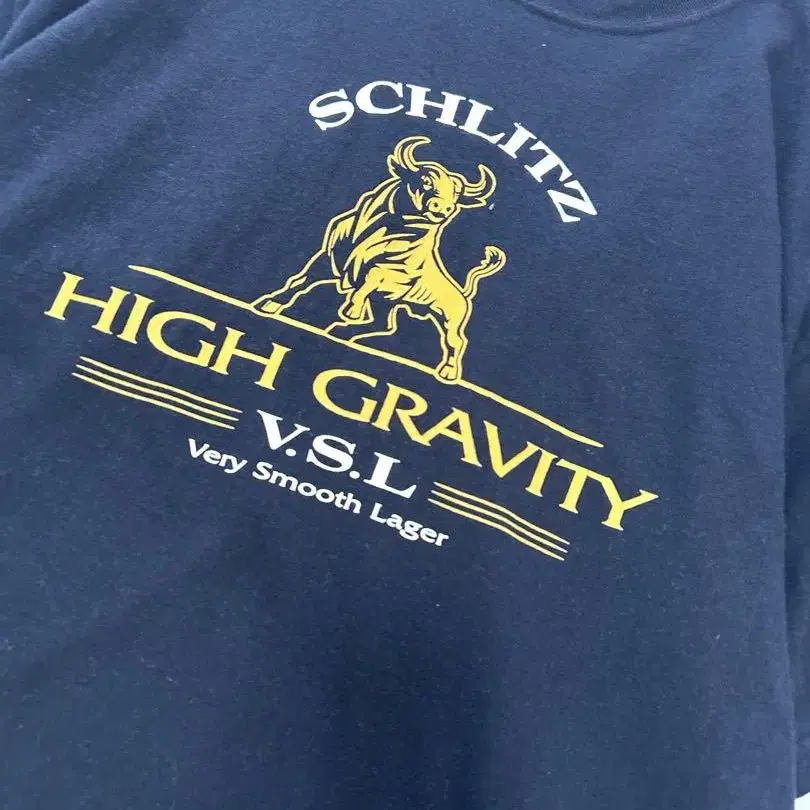 SCHLITZ
HIGH GRAVITY
V.S.L
Very Smooth Lager